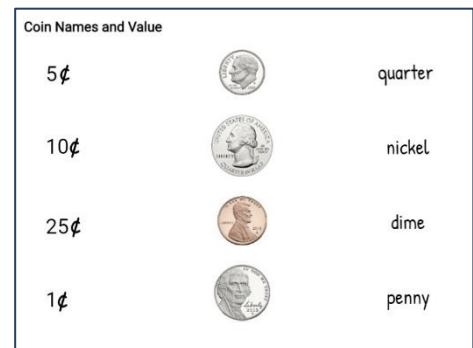 Coin Names and Value
5¢ quarter
10¢ nickel
25¢ dime
1¢ penny